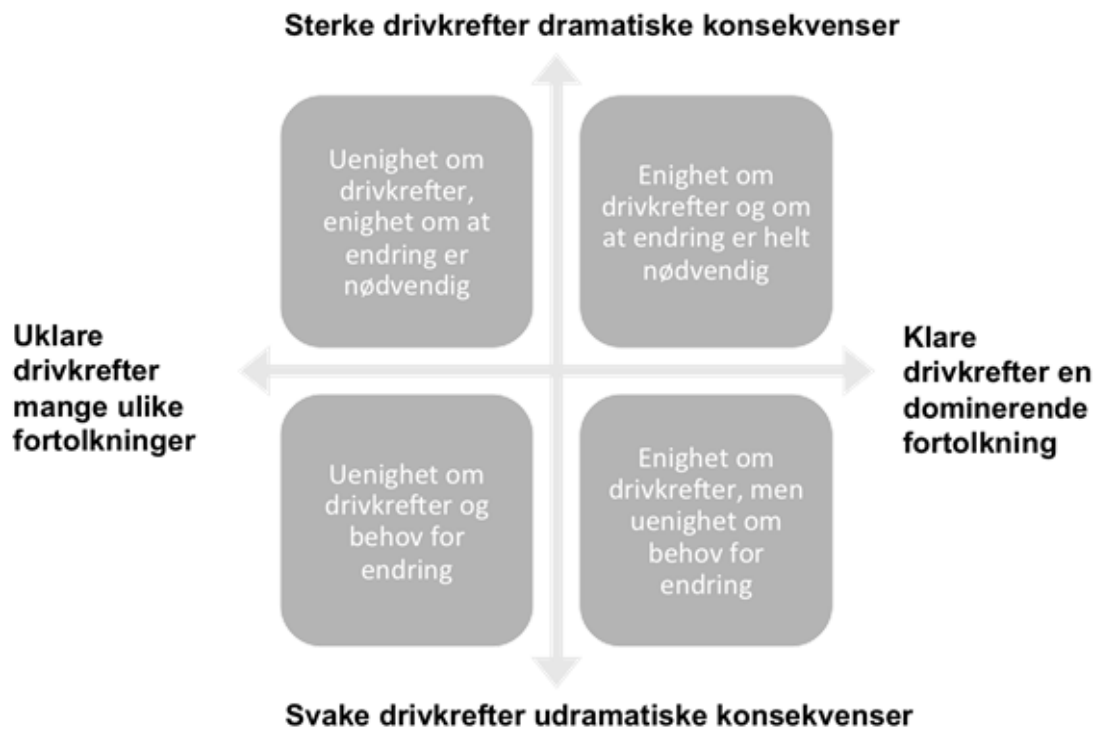 Sterke drivkrefter dramatiske konsekvenser
Uenighet om
drivkrefter,
enighet om at
endring er
nødvendig
Enighet om
drivkrefter og om
at endring er helt
nødvendig
Uklare
drivkrefter
mange ulike
fortolkninger
Klare
drivkrefter en
dominerende
fortolkning
Uenighet om
drivkrefter og
behov for
endring
Enighet om
drivkrefter, men
uenighet om
behov for
endring
Svake drivkrefter udramatiske konsekvenser